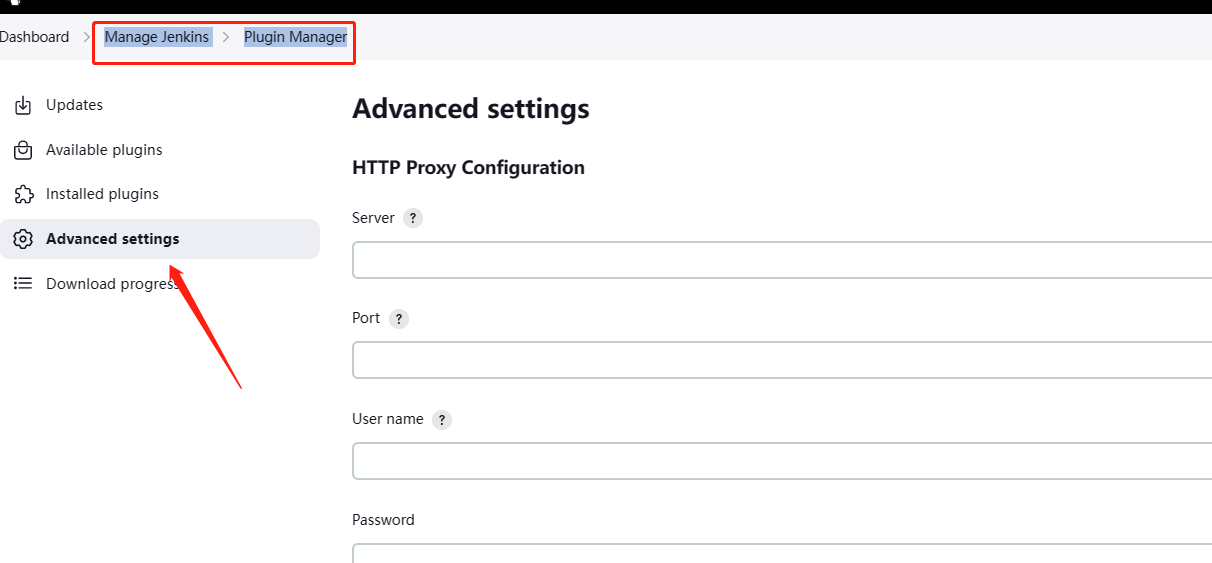 Dashboard > Manage Jenkins > Plugin Manager
Updates
Available plugins
Installed plugins
Advanced settings
Download progress
Advanced settings
HTTP Proxy Configuration
Server ?
Port ?
User name ?
Password